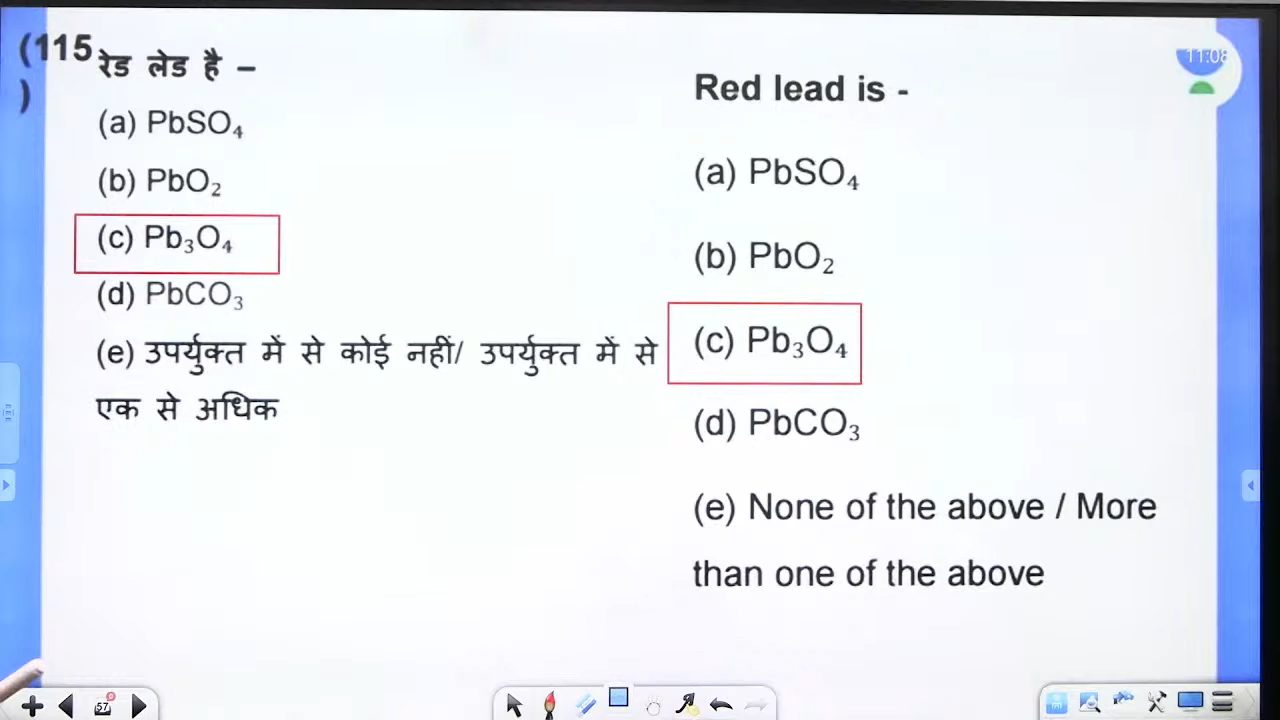 (115
)
रेड लेड है –
(a) PbSO₄
(b) PbO₂
(c) Pb₃O₄
(d) PbCO₃
(e) उपर्युक्त में से कोई नहीं/ उपर्युक्त में से
एक से अधिक
11:08
Red lead is -
(a) PbSO₄
(b) PbO₂
(c) Pb₃O₄
(d) PbCO₃
(e) None of the above / More
than one of the above
57